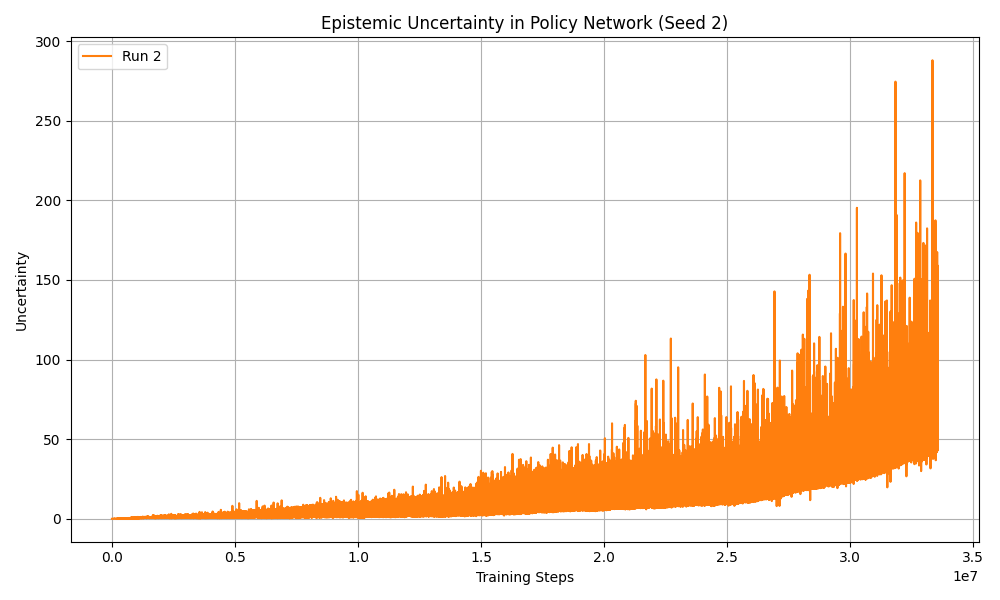 Epistemic Uncertainty in Policy Network (Seed 2)
Run 2
300
250
200
150
100
50
0
Uncertainty
0.0 0.5 1.0 1.5 2.0 2.5 3.0 3.5
1e7
Training Steps